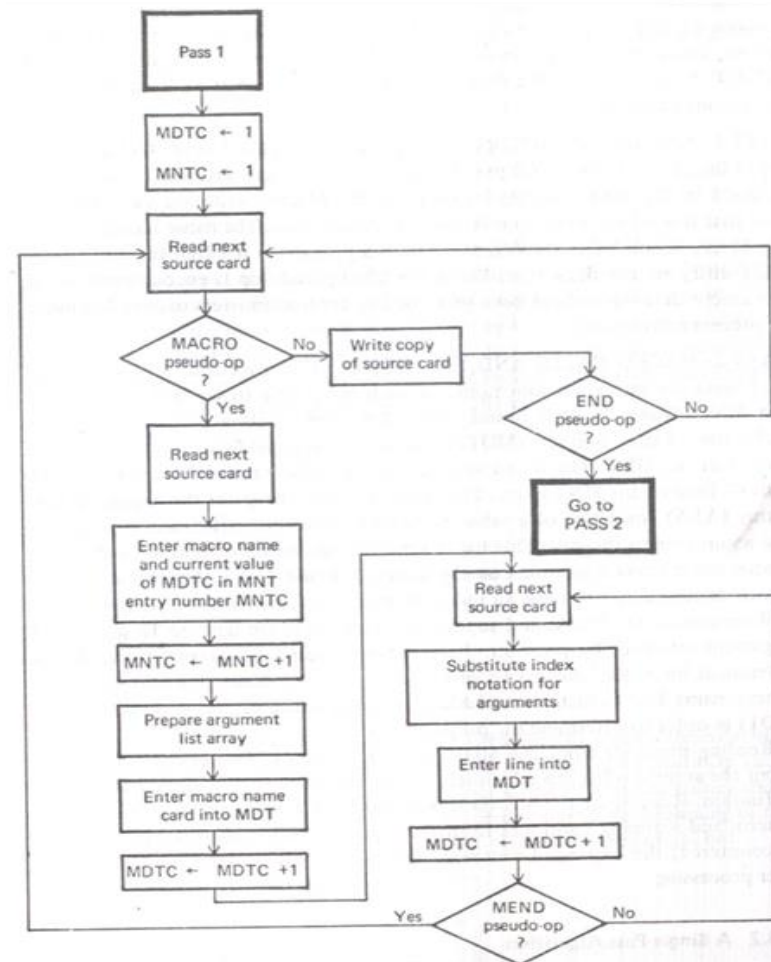 Pass 1
MDTC ← 1
MNTC ← 1
Read next
source card
MACRO
pseudo-op
?
No
Write copy
of source card
Yes
END
pseudo-op
?
No
Yes
Go to
PASS 2
Read next
source card
Enter macro name
and current value
of MDTC in MNT
entry number MNTC
MNTC ← MNTC +1
Prepare argument
list array
Enter macro name
card into MDT
MDTC ← MDTC +1
Read next
source card
Substitute index
notation for
arguments
Enter line into
MDT
MDTC ← MDTC + 1
MEND
pseudo-op
?
Yes
No